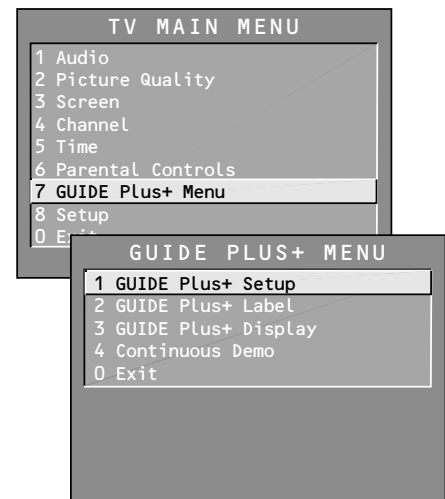 TV MAIN MENU
1 Audio
2 Picture Quality
3 Screen
4 Channel
5 Time
6 Parental Controls
7 GUIDE Plus+ Menu
8 Setup
0
GUIDE PLUS+ MENU
1 GUIDE Plus+ Setup
2 GUIDE Plus+ Label
3 GUIDE Plus+ Display
4 Continuous Demo
0 Exit